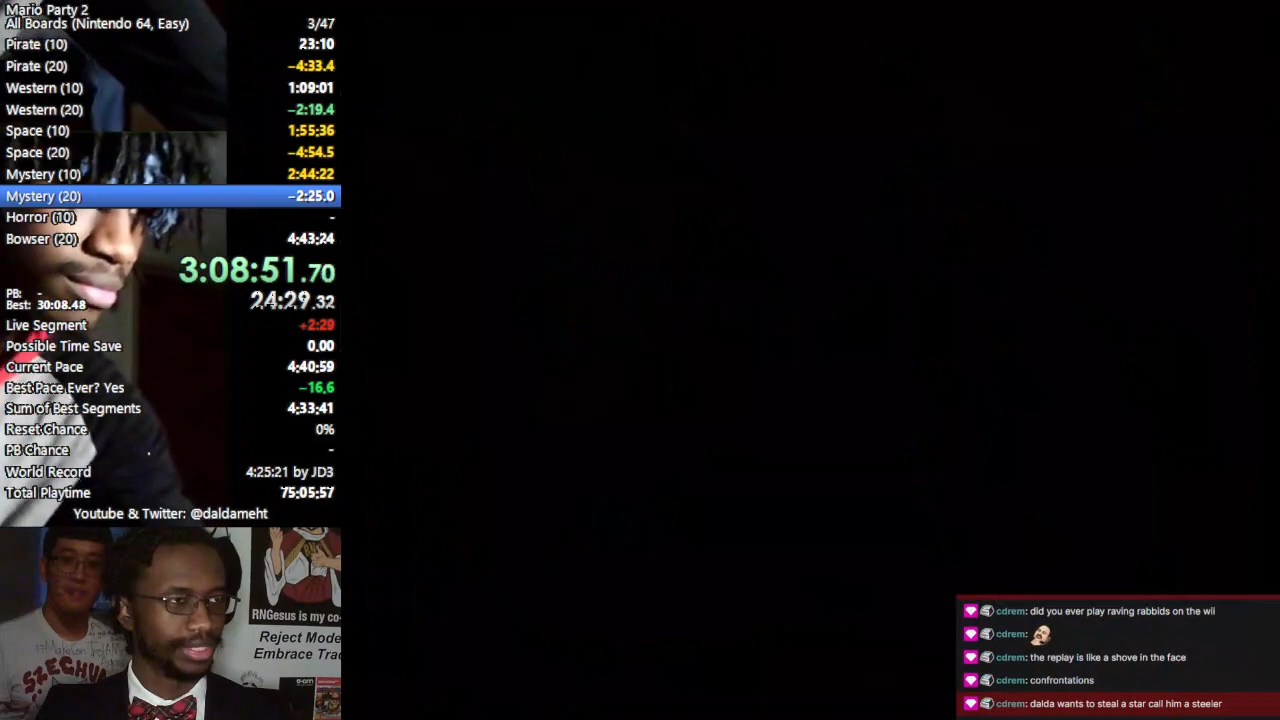 Mario Party 2
All Boards (Nintendo 64, Easy) 3/47
Pirate (10) 23:10
Pirate (20) −4:33.4
Western (10) 1:09:01
Western (20) −2:19.4
Space (10) 1:55:36
Space (20) −4:54.5
Mystery (10) 2:44:22
Mystery (20) −2:25.0
Horror (10) -
Bowser (20) 4:43:24
3:08:51.70
PB: -
Best: 30:08.48 24:29.32
Live Segment +2:29
Possible Time Save 0.00
Current Pace 4:40:59
Best Pace Ever? Yes −16.6
Sum of Best Segments 4:33:41
Reset Chance 0%
PB Chance -
World Record 4:25:21 by JD3
Total Playtime 75:05:57
Youtube & Twitter: @daldameht
RNGesus is my co-
Reject Mode
Embrace Trad
SZECHU
cdrem: did you ever play raving rabbids on the wii
cdrem:
cdrem: the replay is like a shove in the face
cdrem: confrontations
cdrem: dalda wants to steal a star call him a steeler